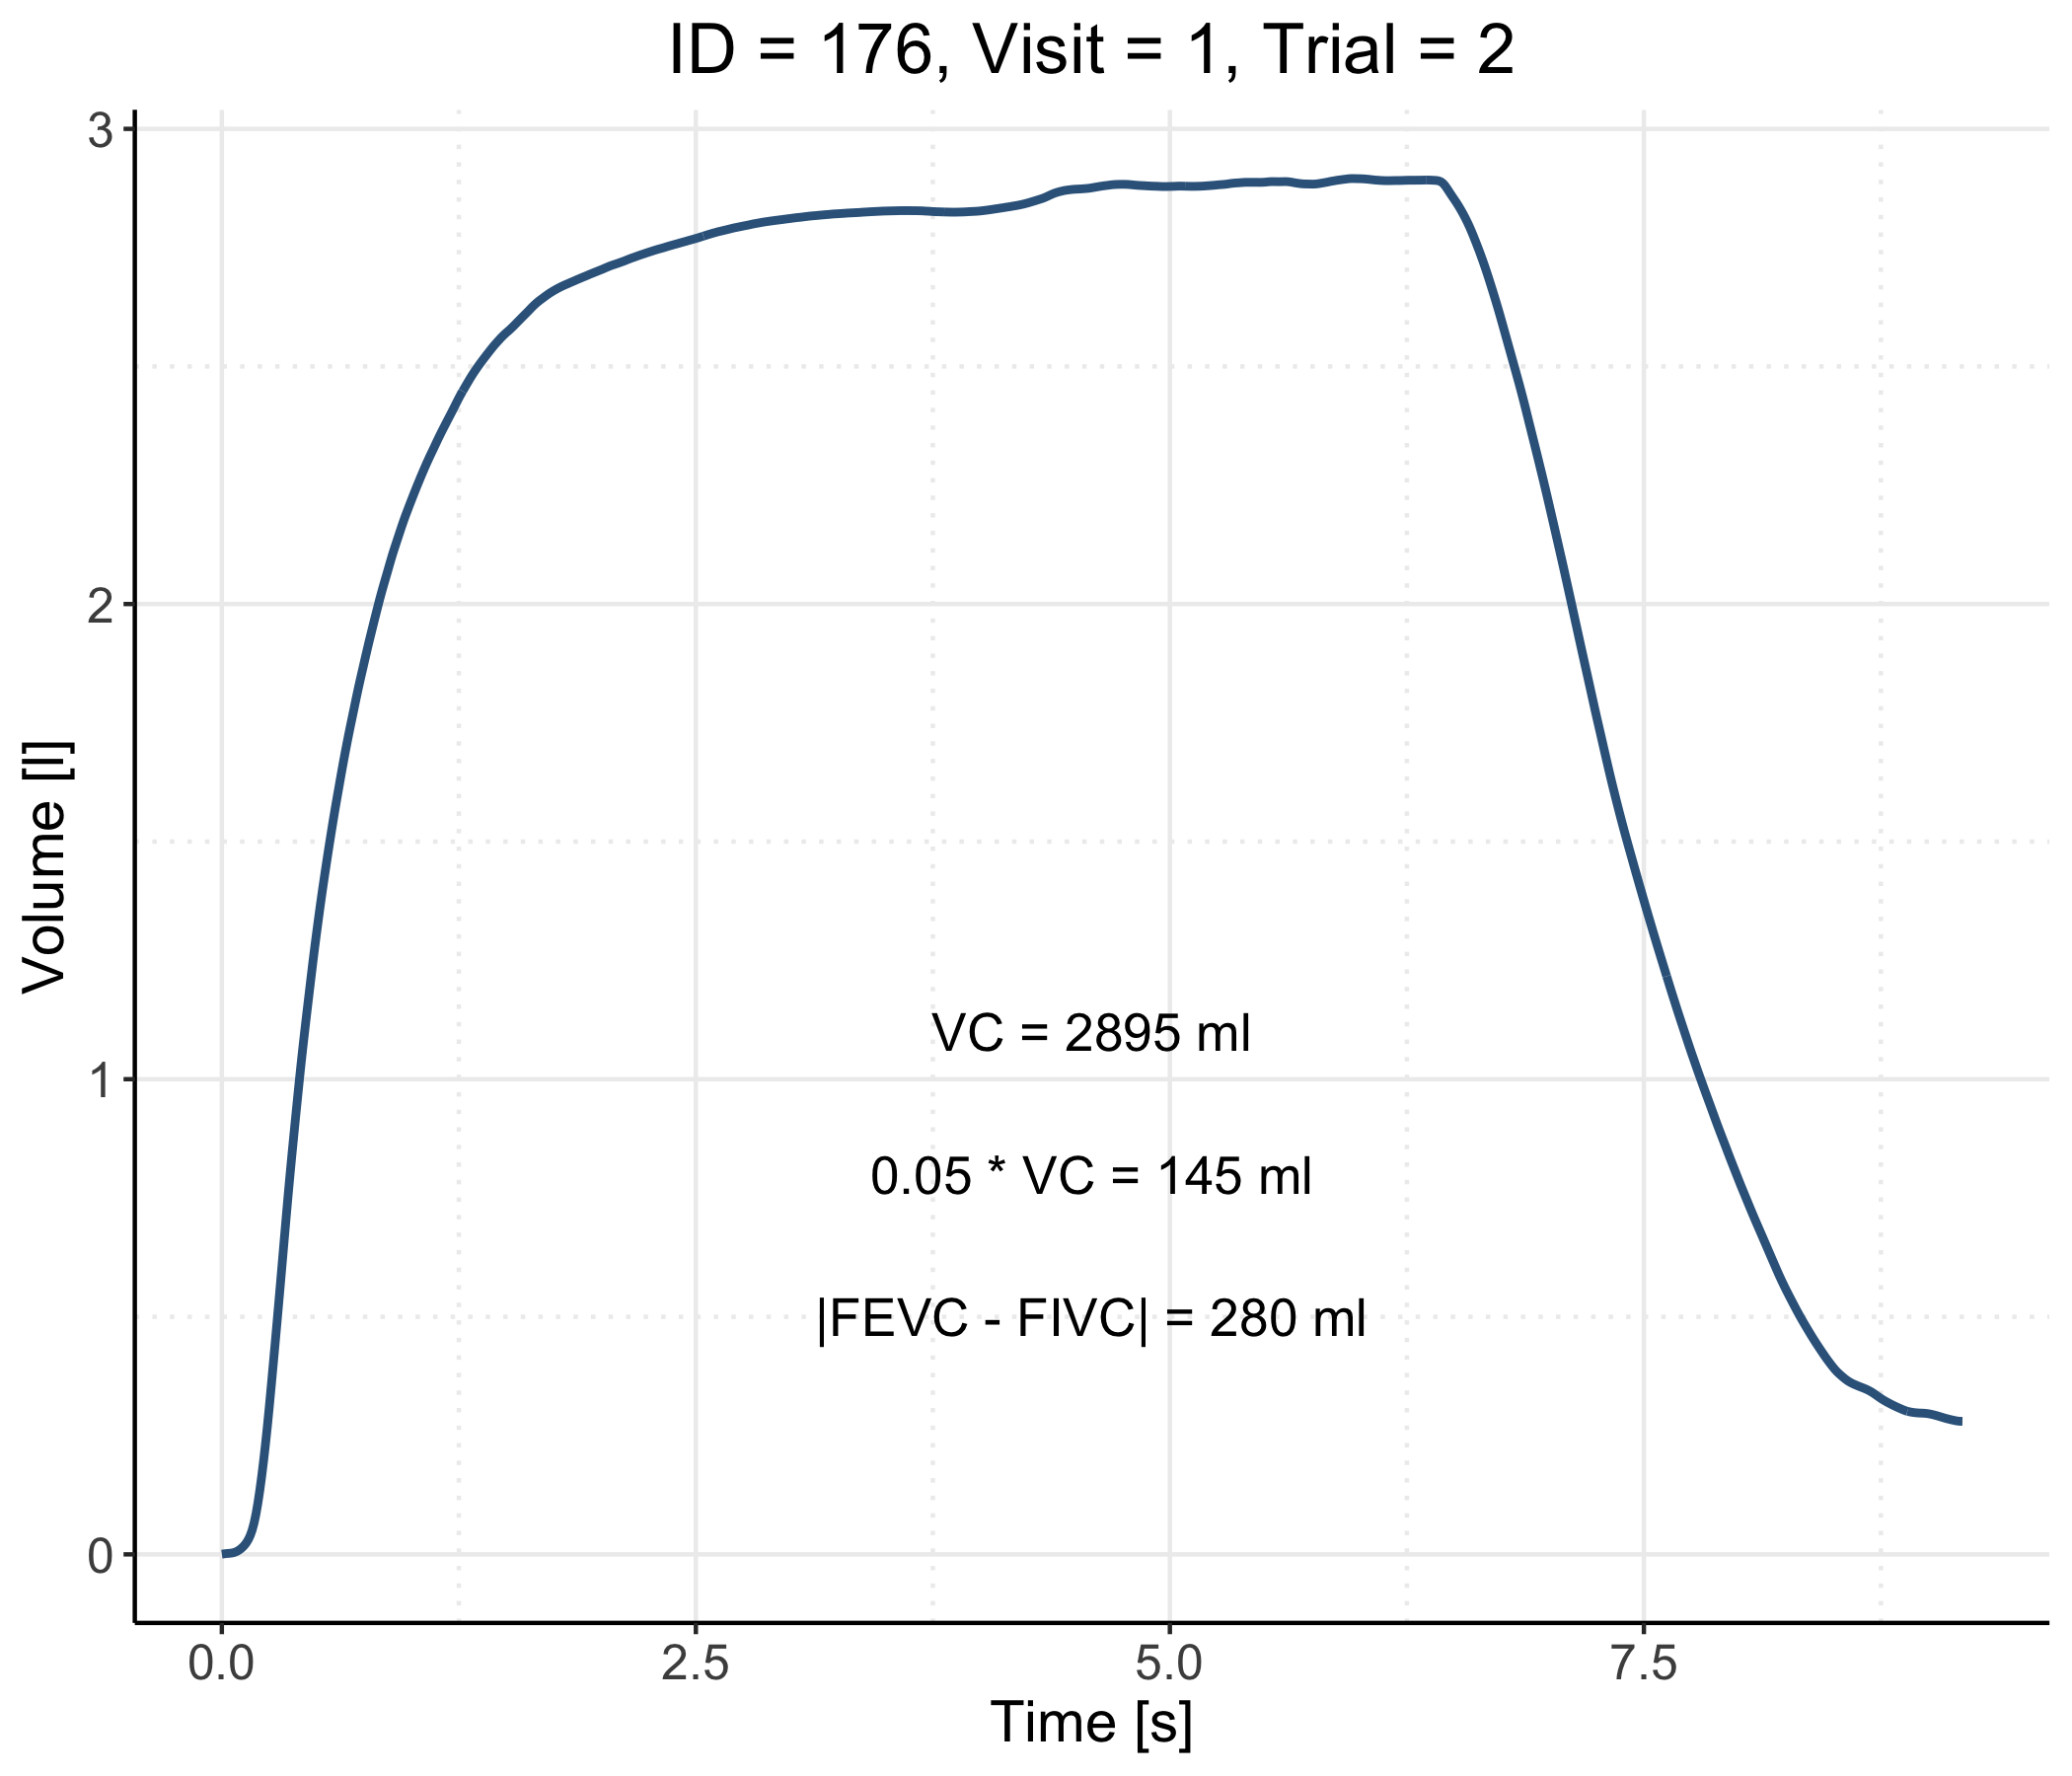 ID = 176, Visit = 1, Trial = 2
3
2
1
0
Volume [l]
VC = 2895 ml
0.05 * VC = 145 ml
|FEVC - FIVC| = 280 ml
0.0 2.5 5.0 7.5
Time [s]